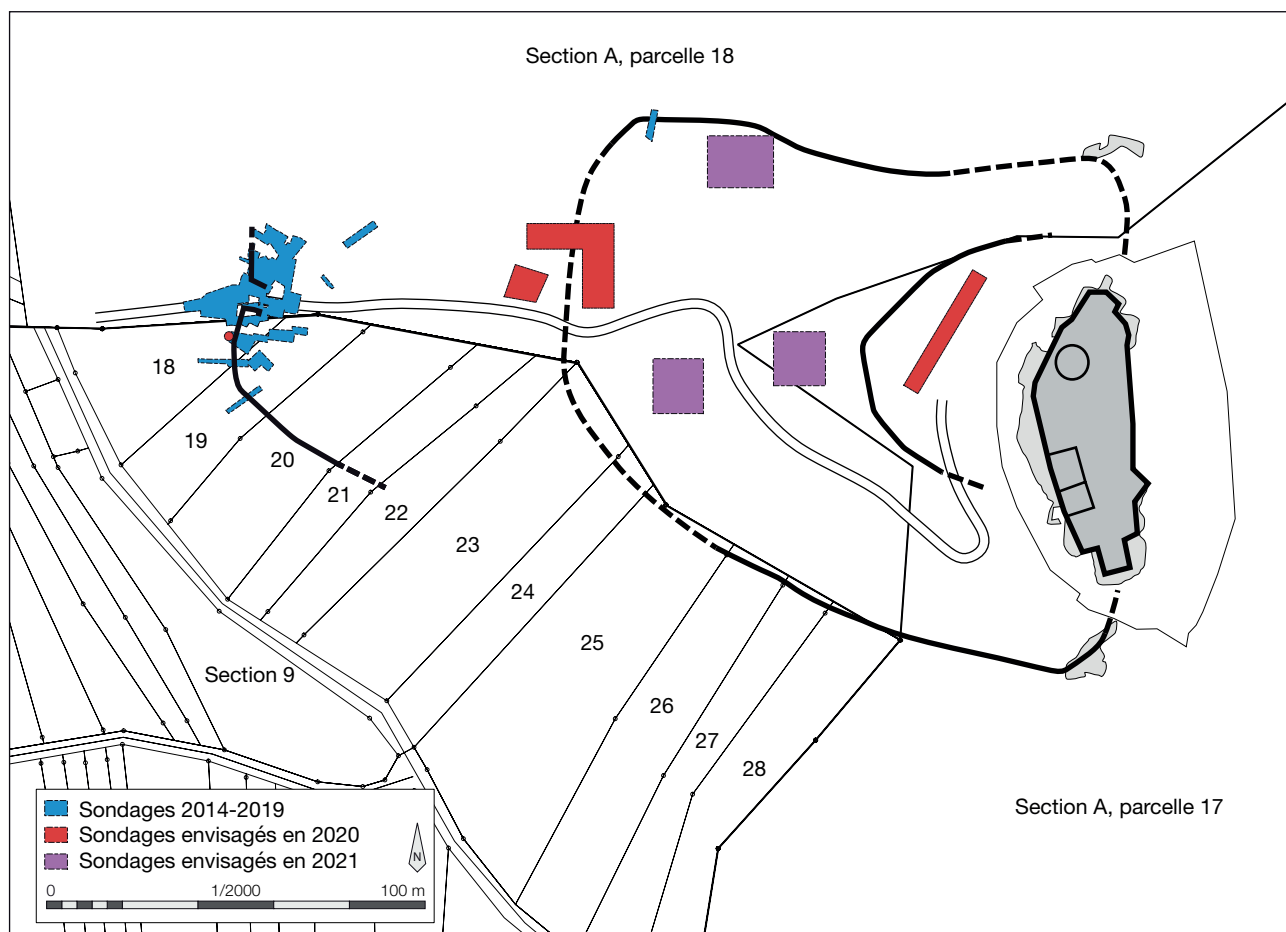 Section A, parcelle 18
18
19
20
21
22
23
24
25
26
27
28
Section 9
Section A, parcelle 17
Sondages 2014-2019
Sondages envisagés en 2020
Sondages envisagés en 2021
N
0 1/2000 100 m